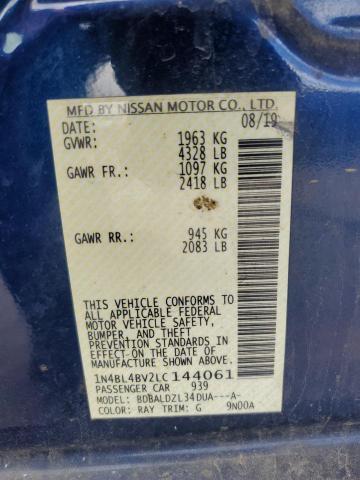 MFD BY NISSAN MOTOR CO., LTD.
DATE: 08/19
GVWR: 1963 KG
4328 LB
GAWR FR.: 1097 KG
2418 LB
GAWR RR.: 945 KG
2083 LB
THIS VEHICLE CONFORMS TO
ALL APPLICABLE FEDERAL
MOTOR VEHICLE SAFETY,
BUMPER, AND THEFT
PREVENTION STANDARDS
IN EFFECT ON THE DATE OF
MANUFACTURE SHOWN ABOVE.
1N4BL4BV2LC144061
PASSENGER CAR 939
MODEL: BDBALDZL34DUA---A-
COLOR: RAY TRIM: G 9N00A